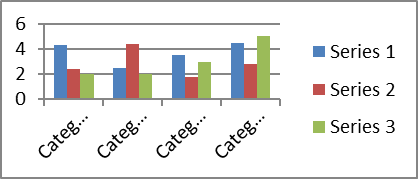 6
4
2
0
Categ...
Categ...
Categ...
Categ...
Series 1
Series 2
Series 3